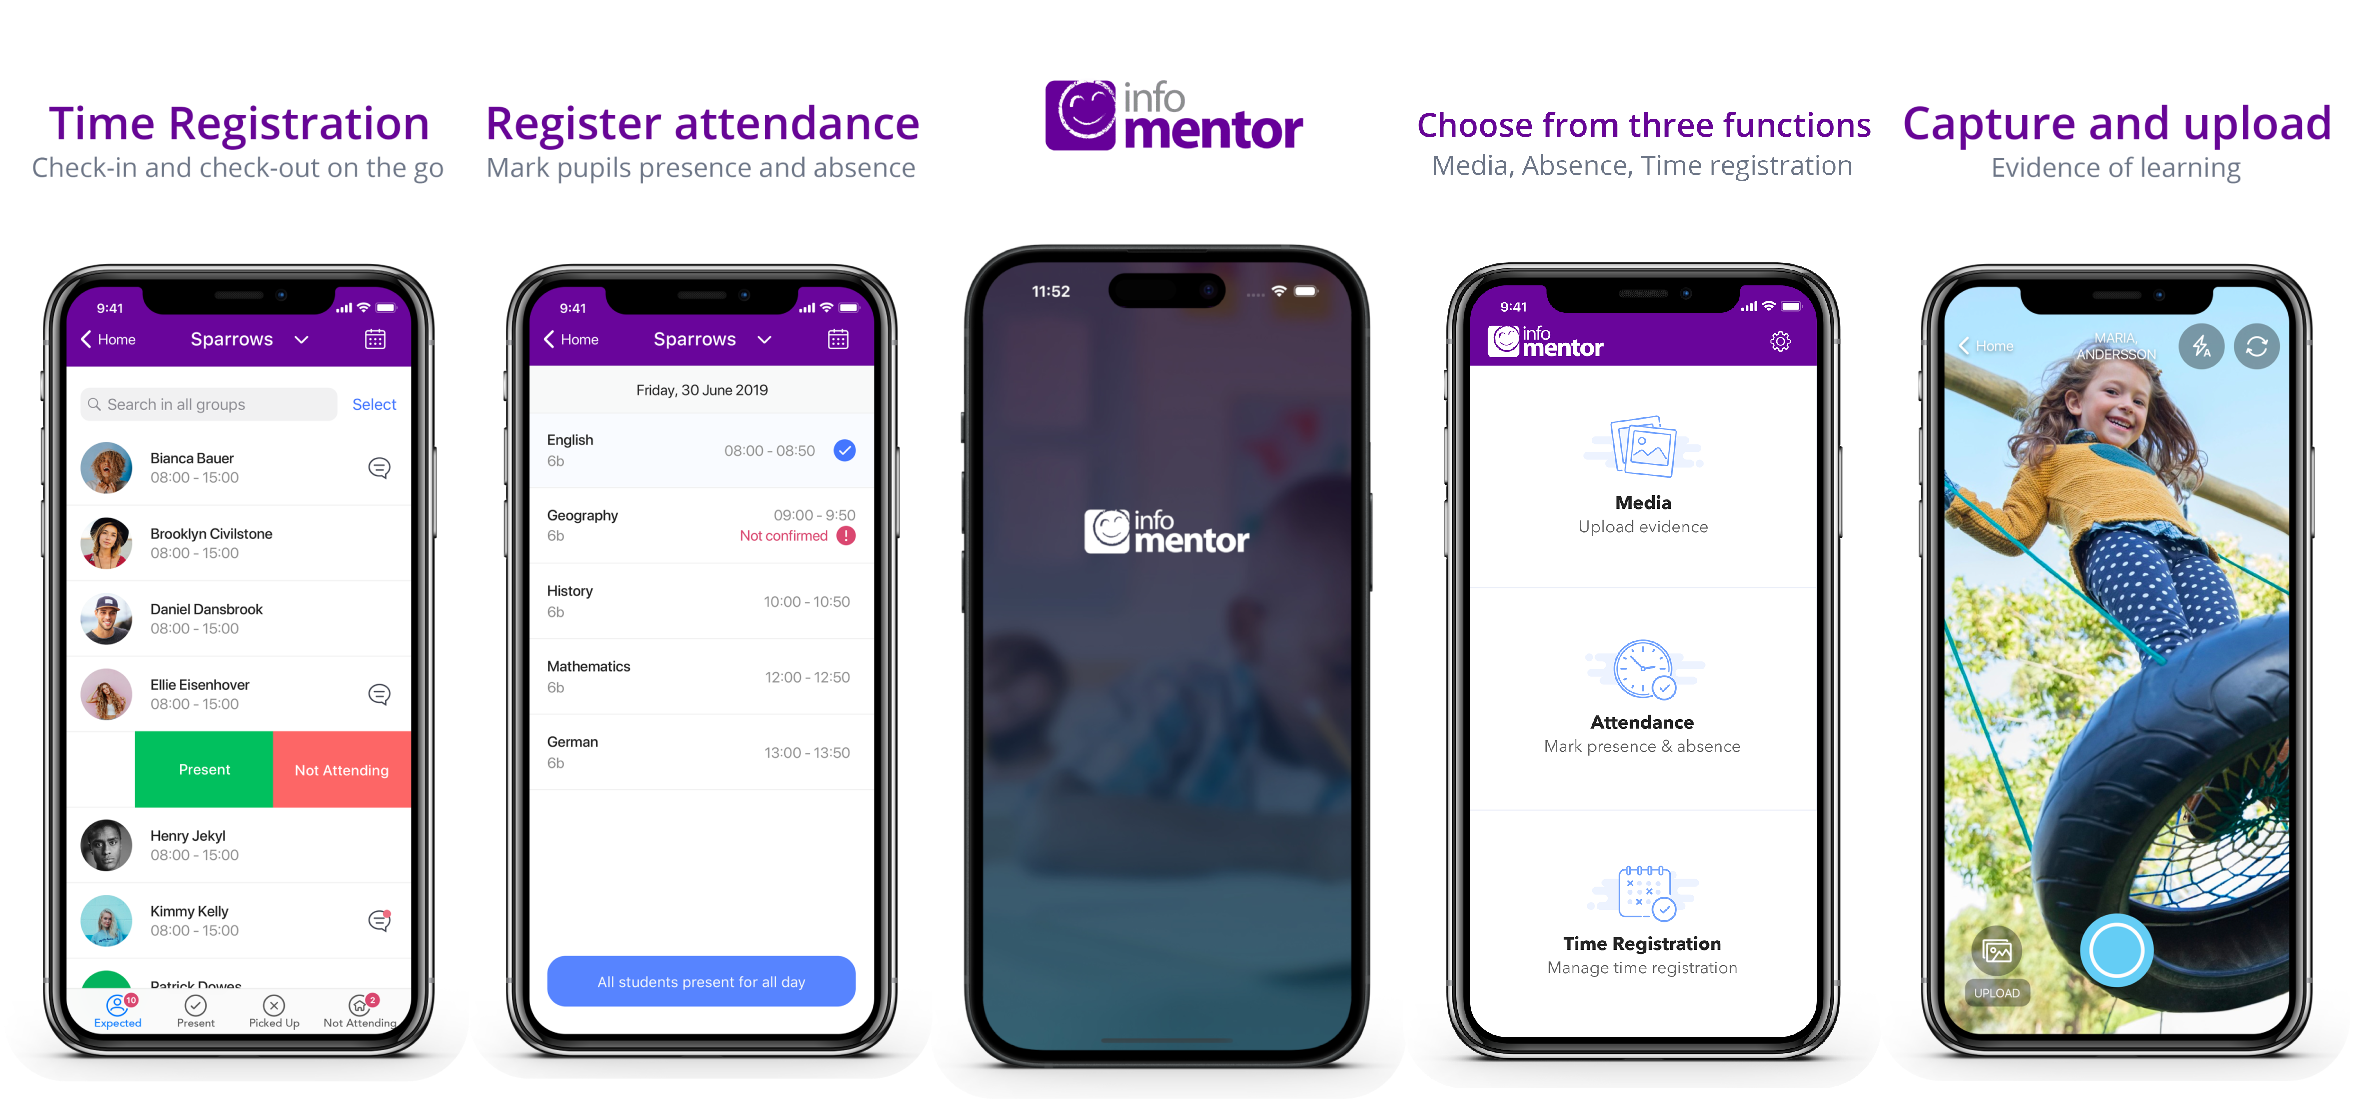 Time Registration
Check-in and check-out on the go
9:41
Home
Sparrows
Search in all groups
Select
Bianca Bauer
08:00 - 15:00
Brooklyn Civilstone
08:00 - 15:00
Daniel Dansbrook
08:00 - 15:00
Ellie Eisenhover
08:00 - 15:00
Present
Not Attending
Henry Jekyl
08:00 - 15:00
Kimmy Kelly
08:00 - 15:00
Patrick Dowes
10
2
Expected
Present
Picked Up
Not Attending
Register attendance
Mark pupils presence and absence
9:41
Home
Sparrows
Friday, 30 June 2019
English
6b
08:00 - 08:50
Geography
6b
09:00 - 9:50
Not confirmed
History
6b
10:00 - 10:50
Mathematics
6b
12:00 - 12:50
German
6b
13:00 - 13:50
All students present for all day
info
mentor
11:52
info
mentor
Choose from three functions
Media, Absence, Time registration
9:41
info
mentor
Media
Upload evidence
Attendance
Mark presence & absence
Time Registration
Manage time registration
Capture and upload
Evidence of learning
Home
MARIA,
ANDERSSON
A
UPLOAD